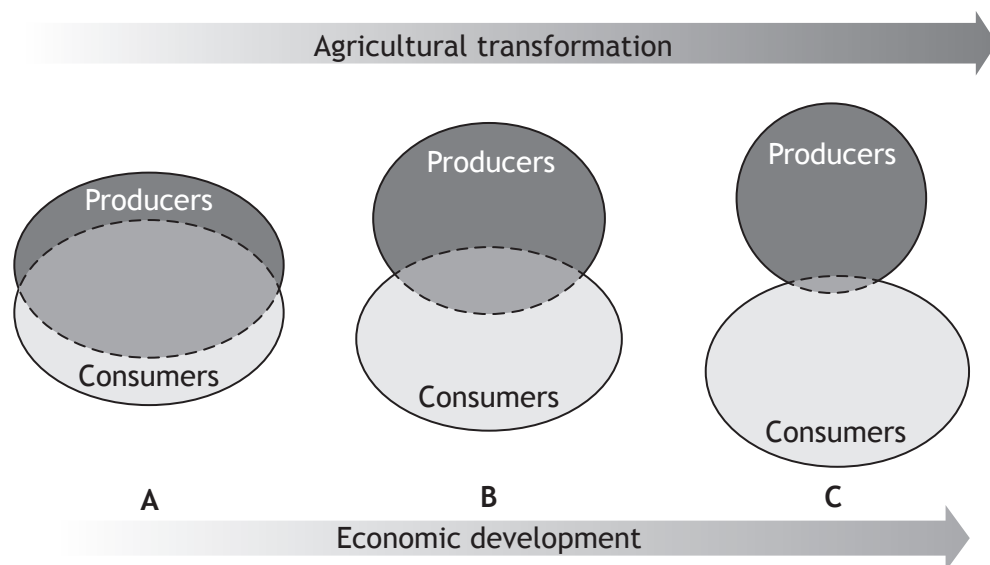 Agricultural transformation
Producers
Consumers
Producers
Consumers
Producers
Consumers
A
B
C
Economic development